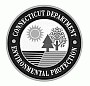 CONNECTICUT DEPARTMENT
ENVIRONMENTAL PROTECTION